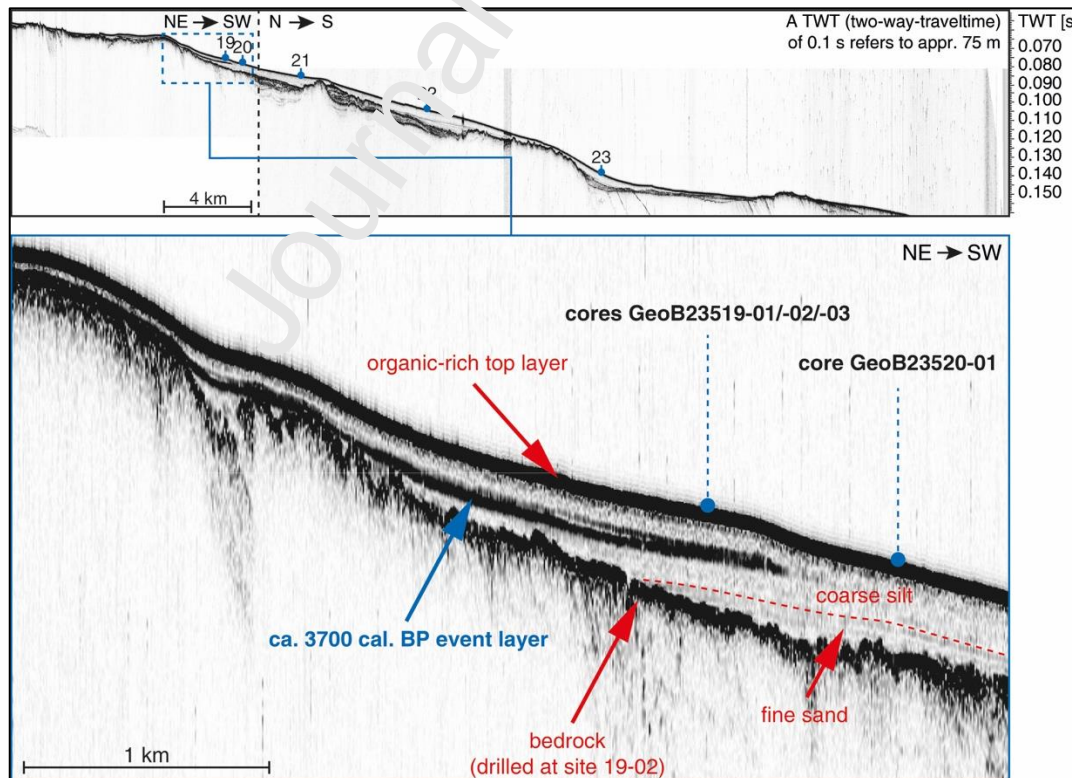 NE → SW
N → S
A TWT (two-way-traveltime)
of 0.1 s refers to appr. 75 m
TWT [s
0.070
0.080
0.090
0.100
0.110
0.120
0.130
0.140
0.150
19
20
21
23
4 km
Journal
NE → SW
cores GeoB23519-01/-02/-03
core GeoB23520-01
organic-rich top layer
coarse silt
ca. 3700 cal. BP event layer
fine sand
bedrock
(drilled at site 19-02)
1 km